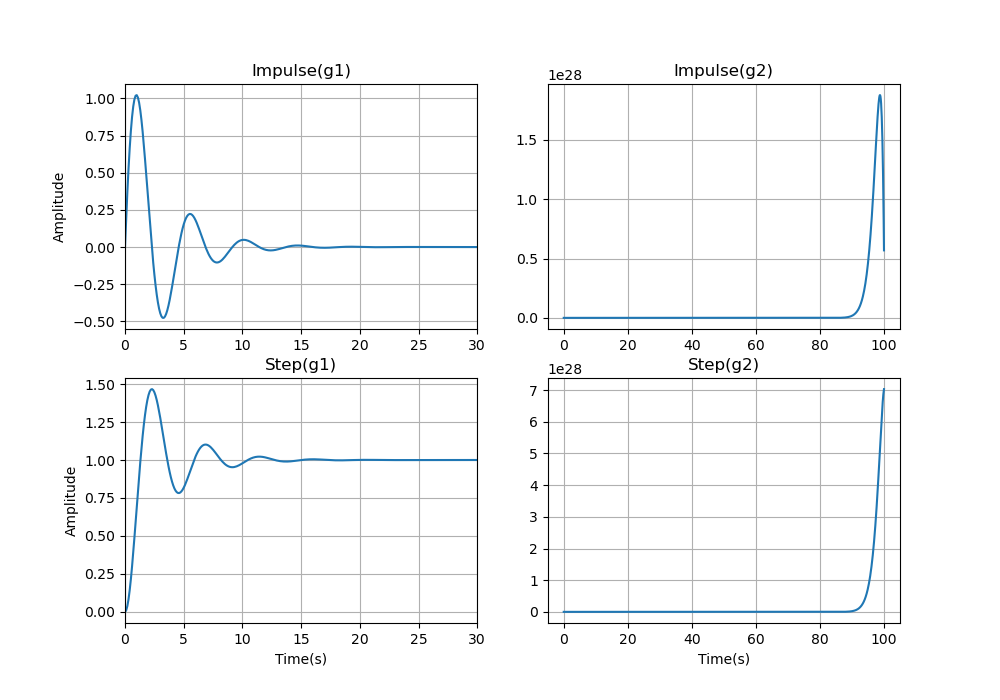 Impulse(g1)
Amplitude
1.00
0.75
0.50
0.25
0.00
−0.25
−0.50
0 5 10 15 20 25 30
Impulse(g2)
1e28
1.5
1.0
0.5
0.0
0 20 40 60 80 100
Step(g1)
Amplitude
1.50
1.25
1.00
0.75
0.50
0.25
0.00
0 5 10 15 20 25 30
Time(s)
Step(g2)
1e28
7
6
5
4
3
2
1
0
0 20 40 60 80 100
Time(s)